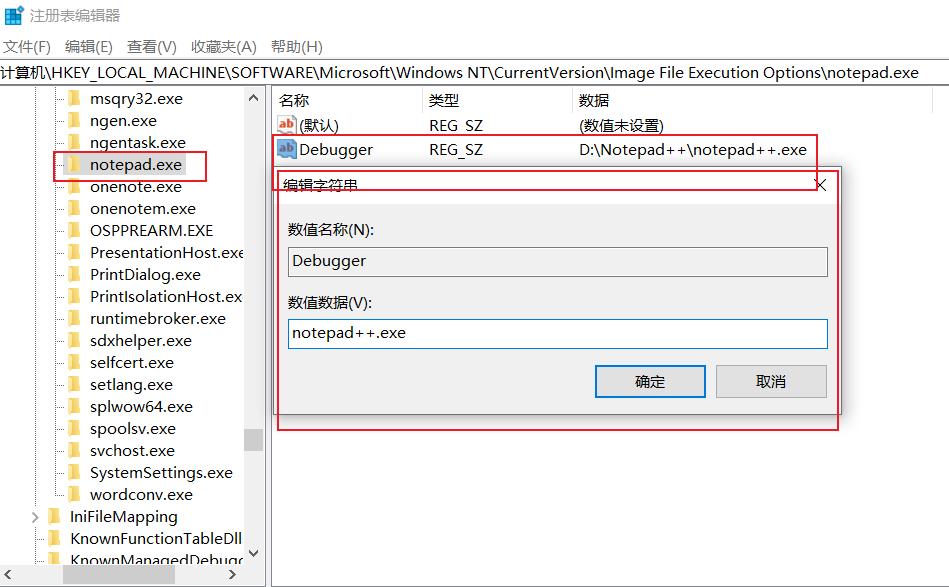 注册表编辑器
文件(F) 编辑(E) 查看(V) 收藏夹(A) 帮助(H)
计算机\HKEY_LOCAL_MACHINE\SOFTWARE\Microsoft\Windows NT\CurrentVersion\Image File Execution Options\notepad.exe
msqry32.exe
ngen.exe
ngentask.exe
notepad.exe
onenote.exe
onenotem.exe
OSPPREARM.EXE
PresentationHost.exe
PrintDialog.exe
PrintIsolationHost.ex
runtimebroker.exe
sdxhelper.exe
selfcert.exe
setlang.exe
splwow64.exe
spoolsv.exe
svchost.exe
SystemSettings.exe
wordconv.exe
IniFileMapping
KnownFunctionTableDll
KnownManagedDebugg
名称 类型 数据
ab (默认) REG_SZ (数值未设置)
ab Debugger REG_SZ D:\Notepad++\notepad++.exe
编辑字符串
数值名称(N):
Debugger
数值数据(V):
notepad++.exe
确定 取消